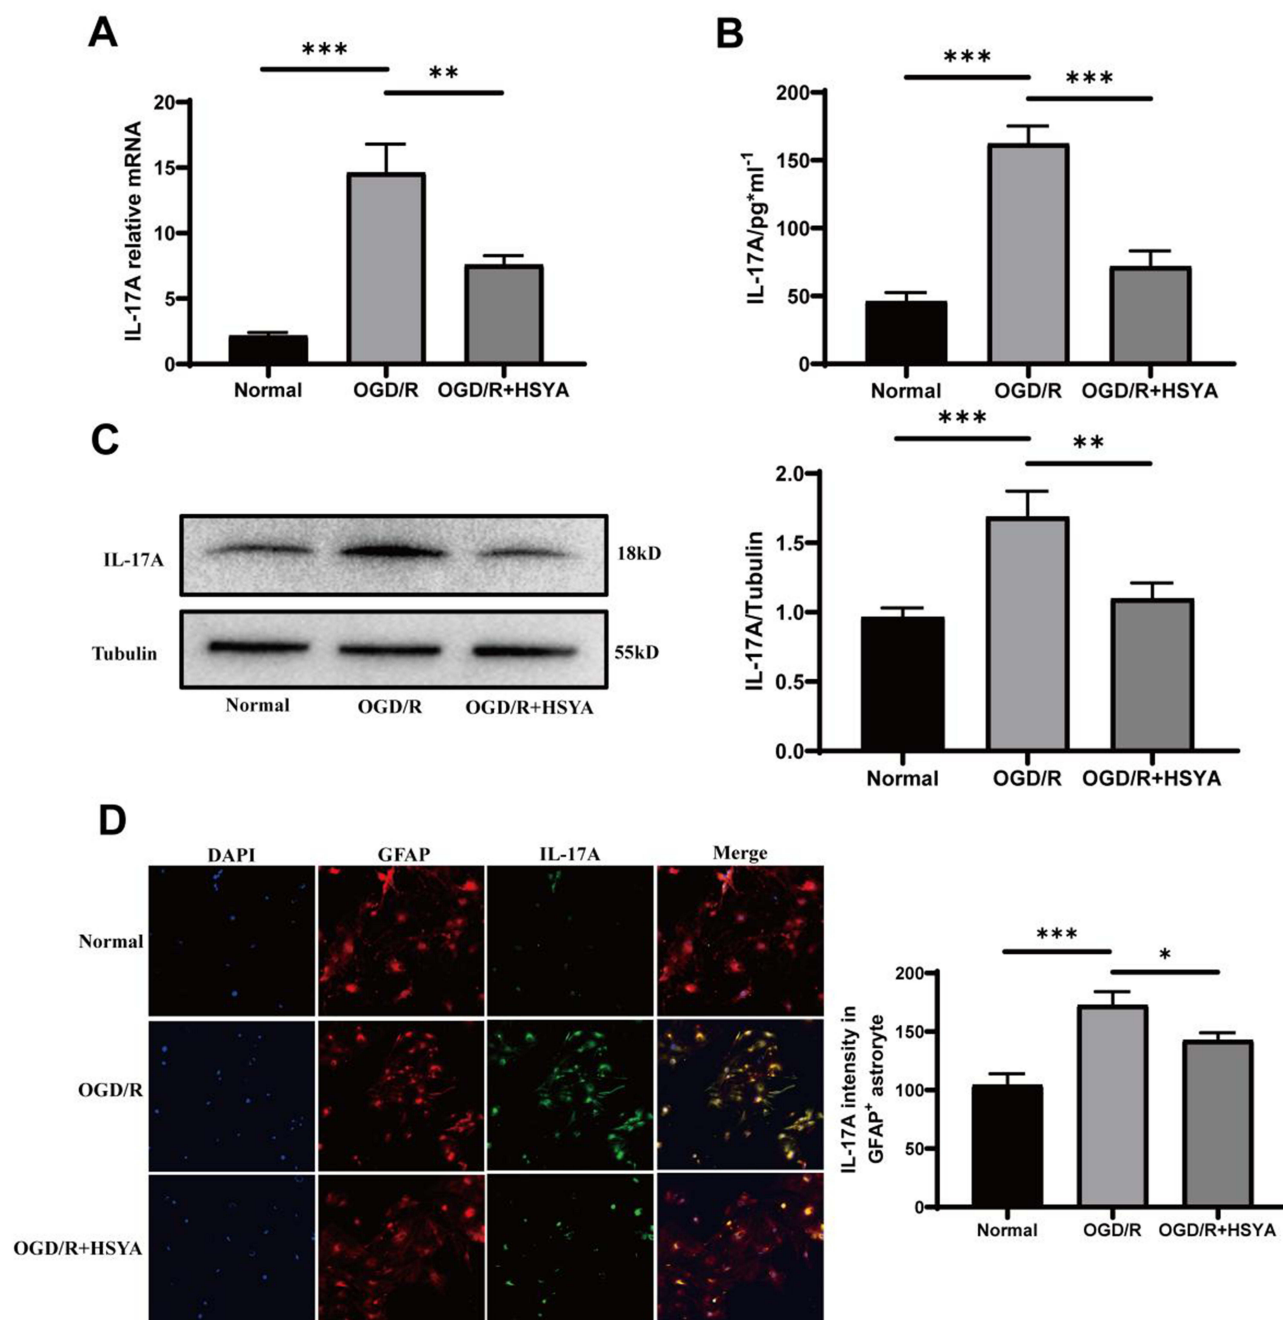 A
*** **
20
15
10
5
0
IL-17A relative mRNA
Normal OGD/R OGD/R+HSYA
B
*** ***
200
150
100
50
0
IL-17A/pg*ml-1
Normal OGD/R OGD/R+HSYA
C
IL-17A 18kD
Tubulin 55kD
Normal OGD/R OGD/R+HSYA
*** **
2.0
1.5
1.0
0.5
0.0
IL-17A/Tubulin
Normal OGD/R OGD/R+HSYA
D
DAPI GFAP IL-17A Merge
Normal
OGD/R
OGD/R+HSYA
*** *
200
150
100
50
0
IL-17A intensity in
GFAP+ astroryte
Normal OGD/R OGD/R+HSYA